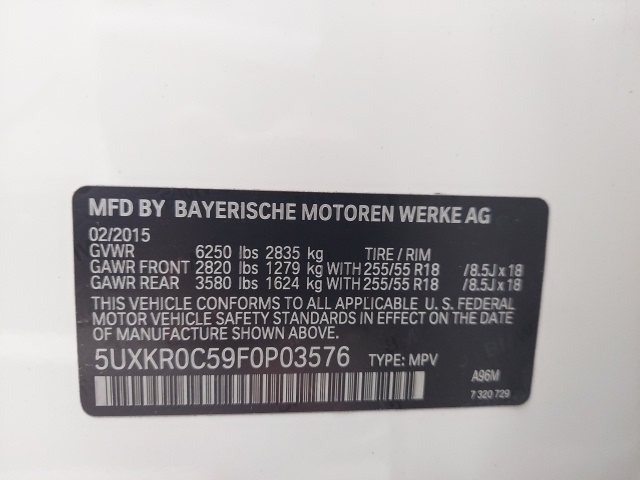 MFD BY BAYERISCHE MOTOREN WERKE AG
02/2015
GVWR 6250 lbs 2835 kg TIRE / RIM
GAWR FRONT 2820 lbs 1279 kg WITH 255/55 R18 /8.5J x 18
GAWR REAR 3580 lbs 1624 kg WITH 255/55 R18 /8.5J x 18
THIS VEHICLE CONFORMS TO ALL APPLICABLE U. S. FEDERAL
MOTOR VEHICLE SAFETY STANDARDS IN EFFECT ON THE DATE
OF MANUFACTURE SHOWN ABOVE.
5UXKR0C59F0P03576 TYPE: MPV
A96M
7 320 729